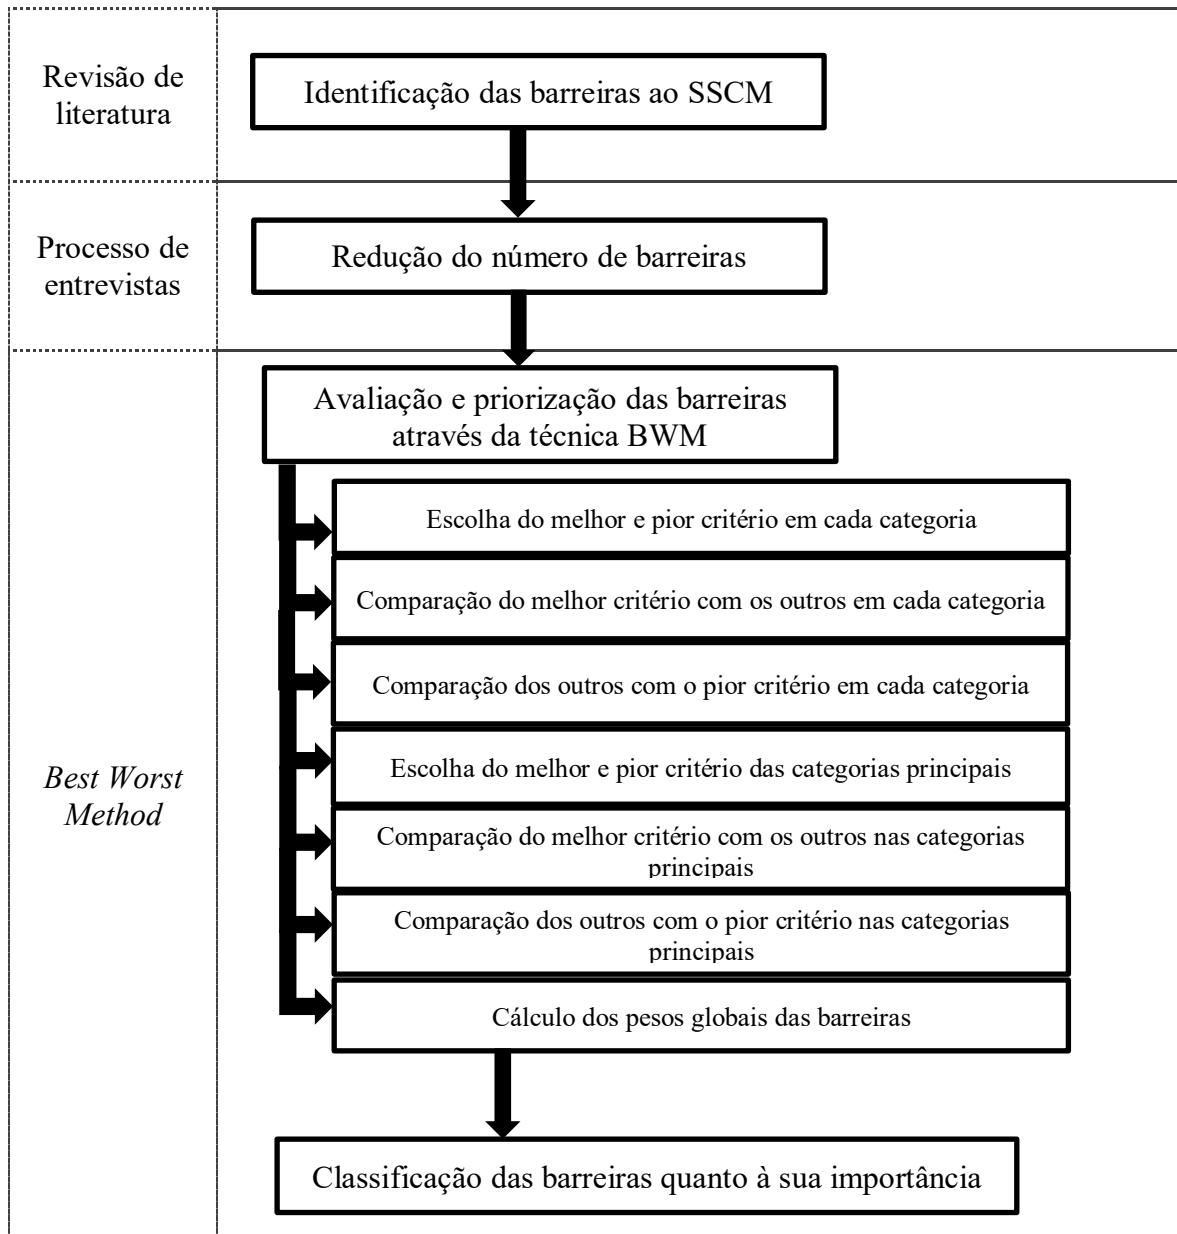 Revisão de
literatura
Identificação das barreiras ao SSCM
Processo de
entrevistas
Redução do número de barreiras
Best Worst
Method
Avaliação e priorização das barreiras
através da técnica BWM
Escolha do melhor e pior critério em cada categoria
Comparação do melhor critério com os outros em cada categoria
Comparação dos outros com o pior critério em cada categoria
Escolha do melhor e pior critério das categorias principais
Comparação do melhor critério com os outros nas categorias
principais
Comparação dos outros com o pior critério nas categorias
principais
Cálculo dos pesos globais das barreiras
Classificação das barreiras quanto à sua importância